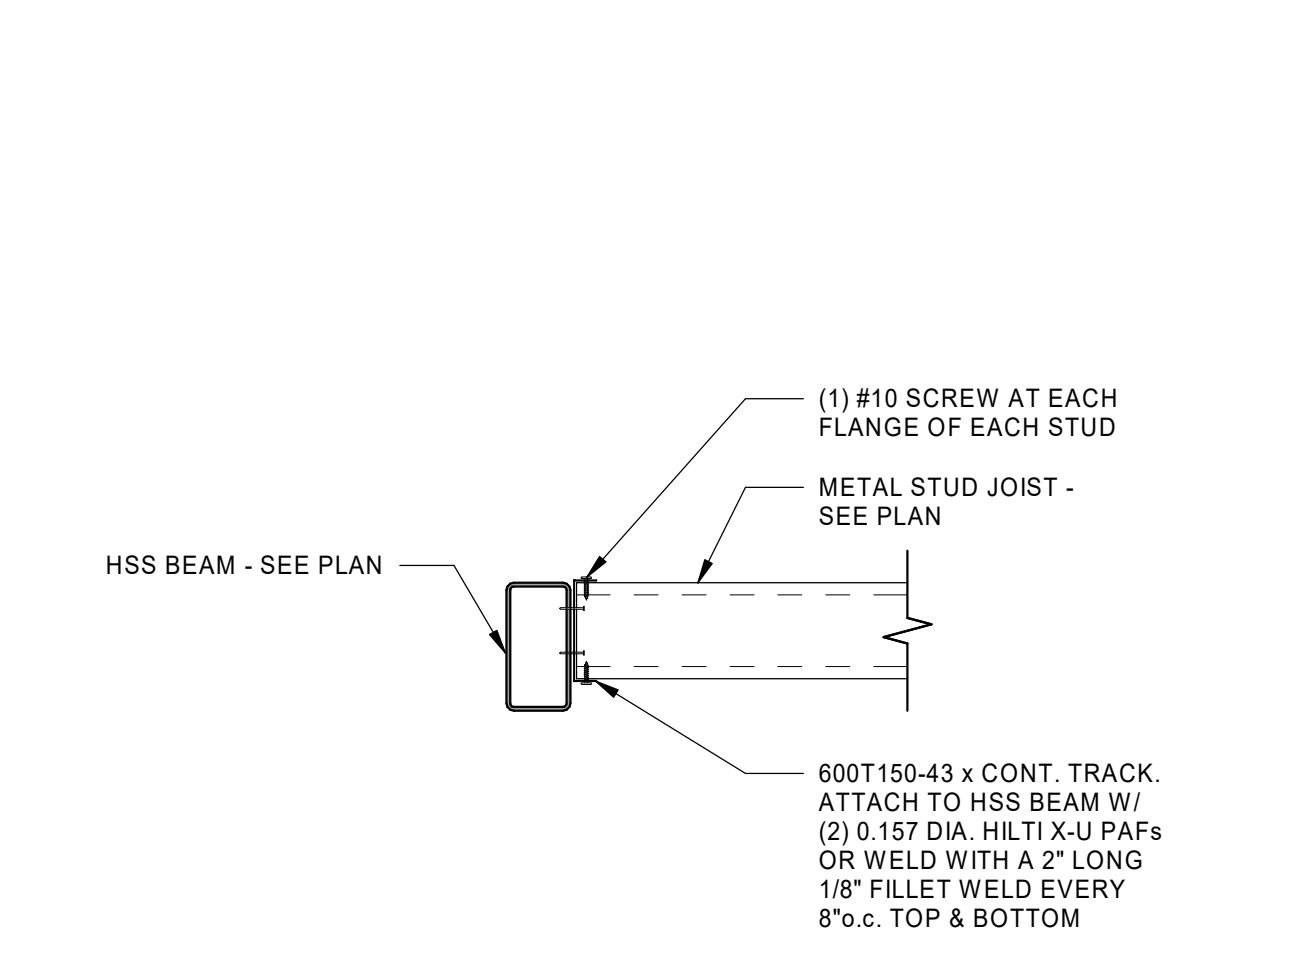 (1) #10 SCREW AT EACH
FLANGE OF EACH STUD
METAL STUD JOIST -
SEE PLAN
HSS BEAM - SEE PLAN
600T150-43 x CONT. TRACK.
ATTACH TO HSS BEAM W/
(2) 0.157 DIA. HILTI X-U PAFs
OR WELD WITH A 2" LONG
1/8" FILLET WELD EVERY
8"o.c. TOP & BOTTOM